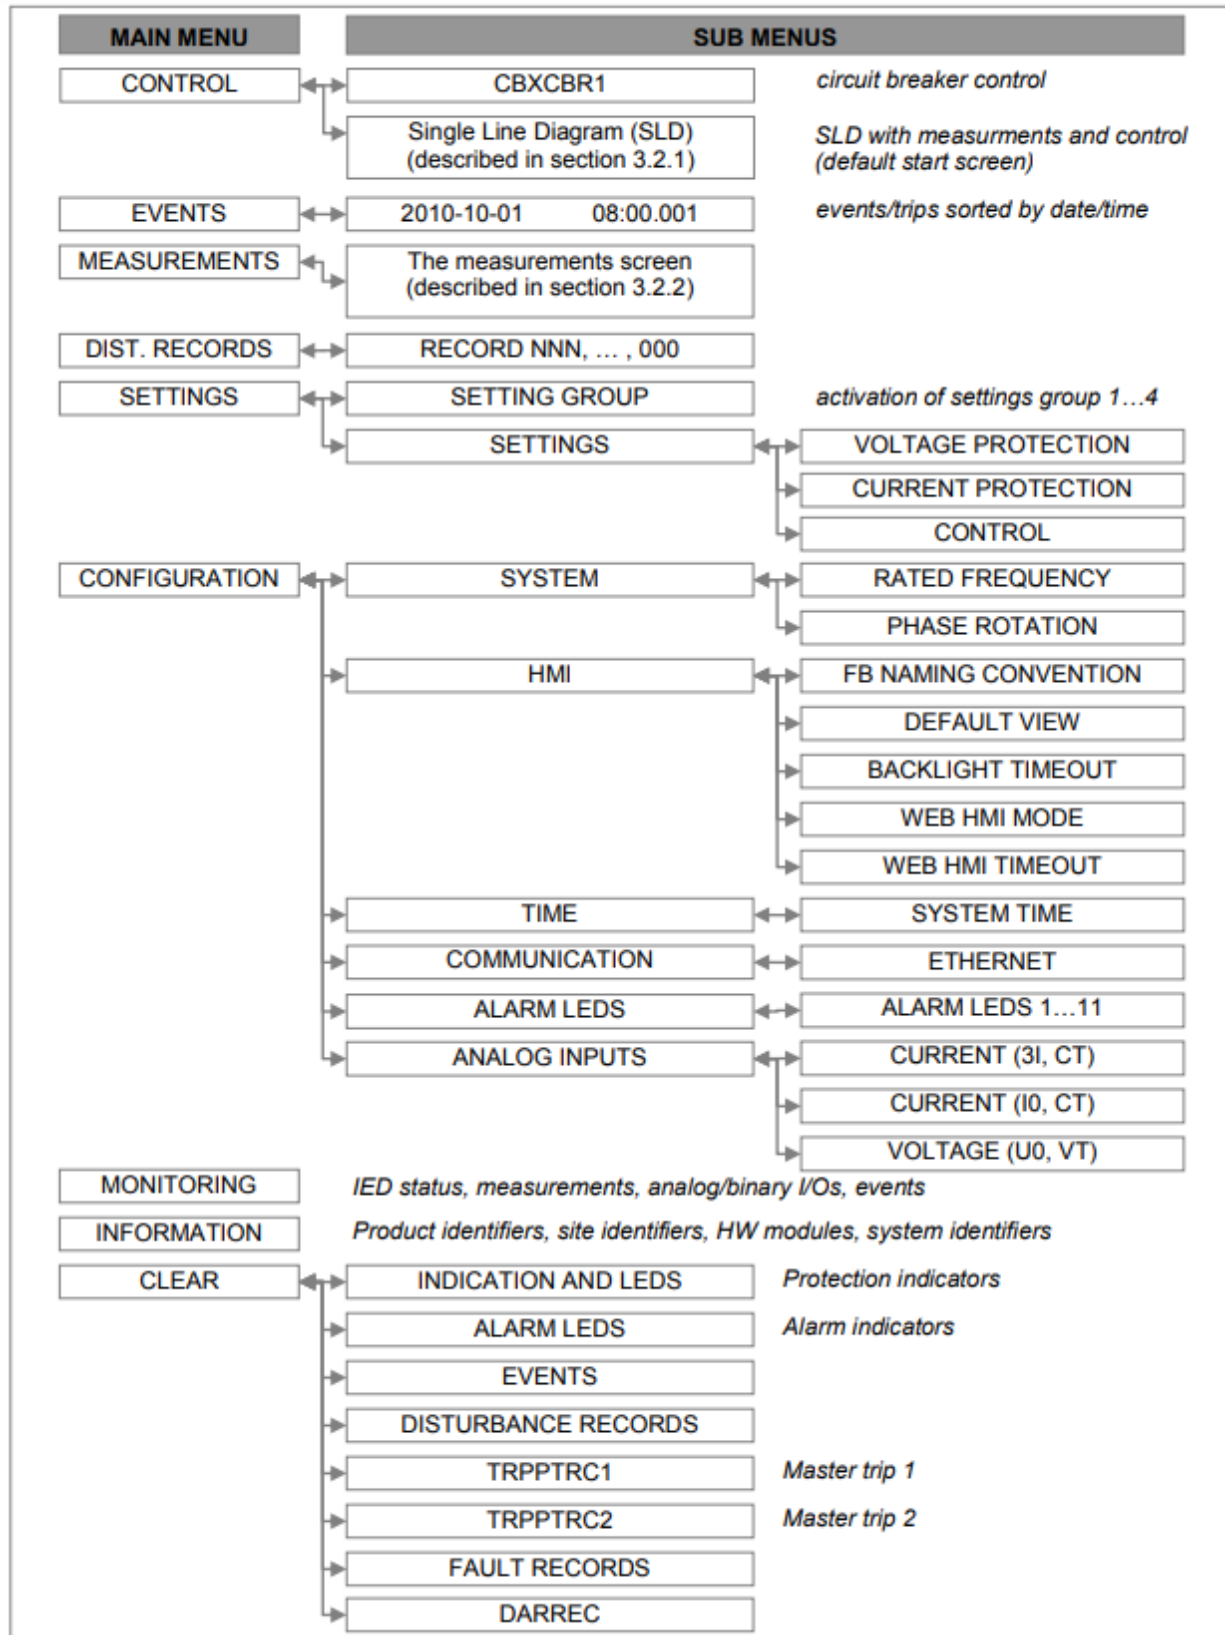 MAIN MENU
SUB MENUS
CONTROL
CBXCBR1
circuit breaker control
Single Line Diagram (SLD)
(described in section 3.2.1)
SLD with measurments and control
(default start screen)
EVENTS
2010-10-01 08:00.001
events/trips sorted by date/time
MEASUREMENTS
The measurements screen
(described in section 3.2.2)
DIST. RECORDS
RECORD NNN, … , 000
SETTINGS
SETTING GROUP
activation of settings group 1…4
SETTINGS
VOLTAGE PROTECTION
CURRENT PROTECTION
CONTROL
CONFIGURATION
SYSTEM
RATED FREQUENCY
PHASE ROTATION
HMI
FB NAMING CONVENTION
DEFAULT VIEW
BACKLIGHT TIMEOUT
WEB HMI MODE
WEB HMI TIMEOUT
TIME
SYSTEM TIME
COMMUNICATION
ETHERNET
ALARM LEDS
ALARM LEDS 1…11
ANALOG INPUTS
CURRENT (3I, CT)
CURRENT (I0, CT)
VOLTAGE (U0, VT)
MONITORING
IED status, measurements, analog/binary I/Os, events
INFORMATION
Product identifiers, site identifiers, HW modules, system identifiers
CLEAR
INDICATION AND LEDS
Protection indicators
ALARM LEDS
Alarm indicators
EVENTS
DISTURBANCE RECORDS
TRPPTRC1
Master trip 1
TRPPTRC2
Master trip 2
FAULT RECORDS
DARREC